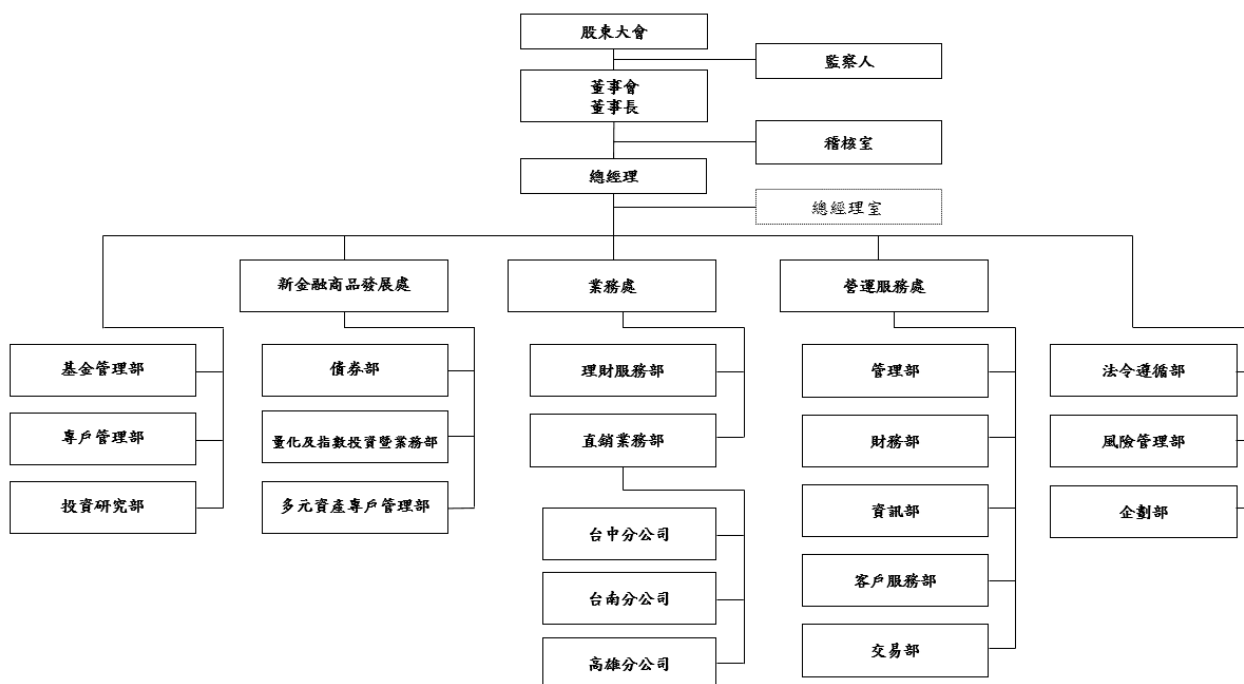 股東大會
監察人
董事會
董事長
稽核室
總經理
總經理室
新金融商品發展處
業務處
營運服務處
基金管理部
債券部
理財服務部
管理部
法令遵循部
專戶管理部
量化及指數投資暨業務部
直銷業務部
財務部
風險管理部
投資研究部
多元資產專戶管理部
資訊部
企劃部
台中分公司
客戶服務部
台南分公司
交易部
高雄分公司